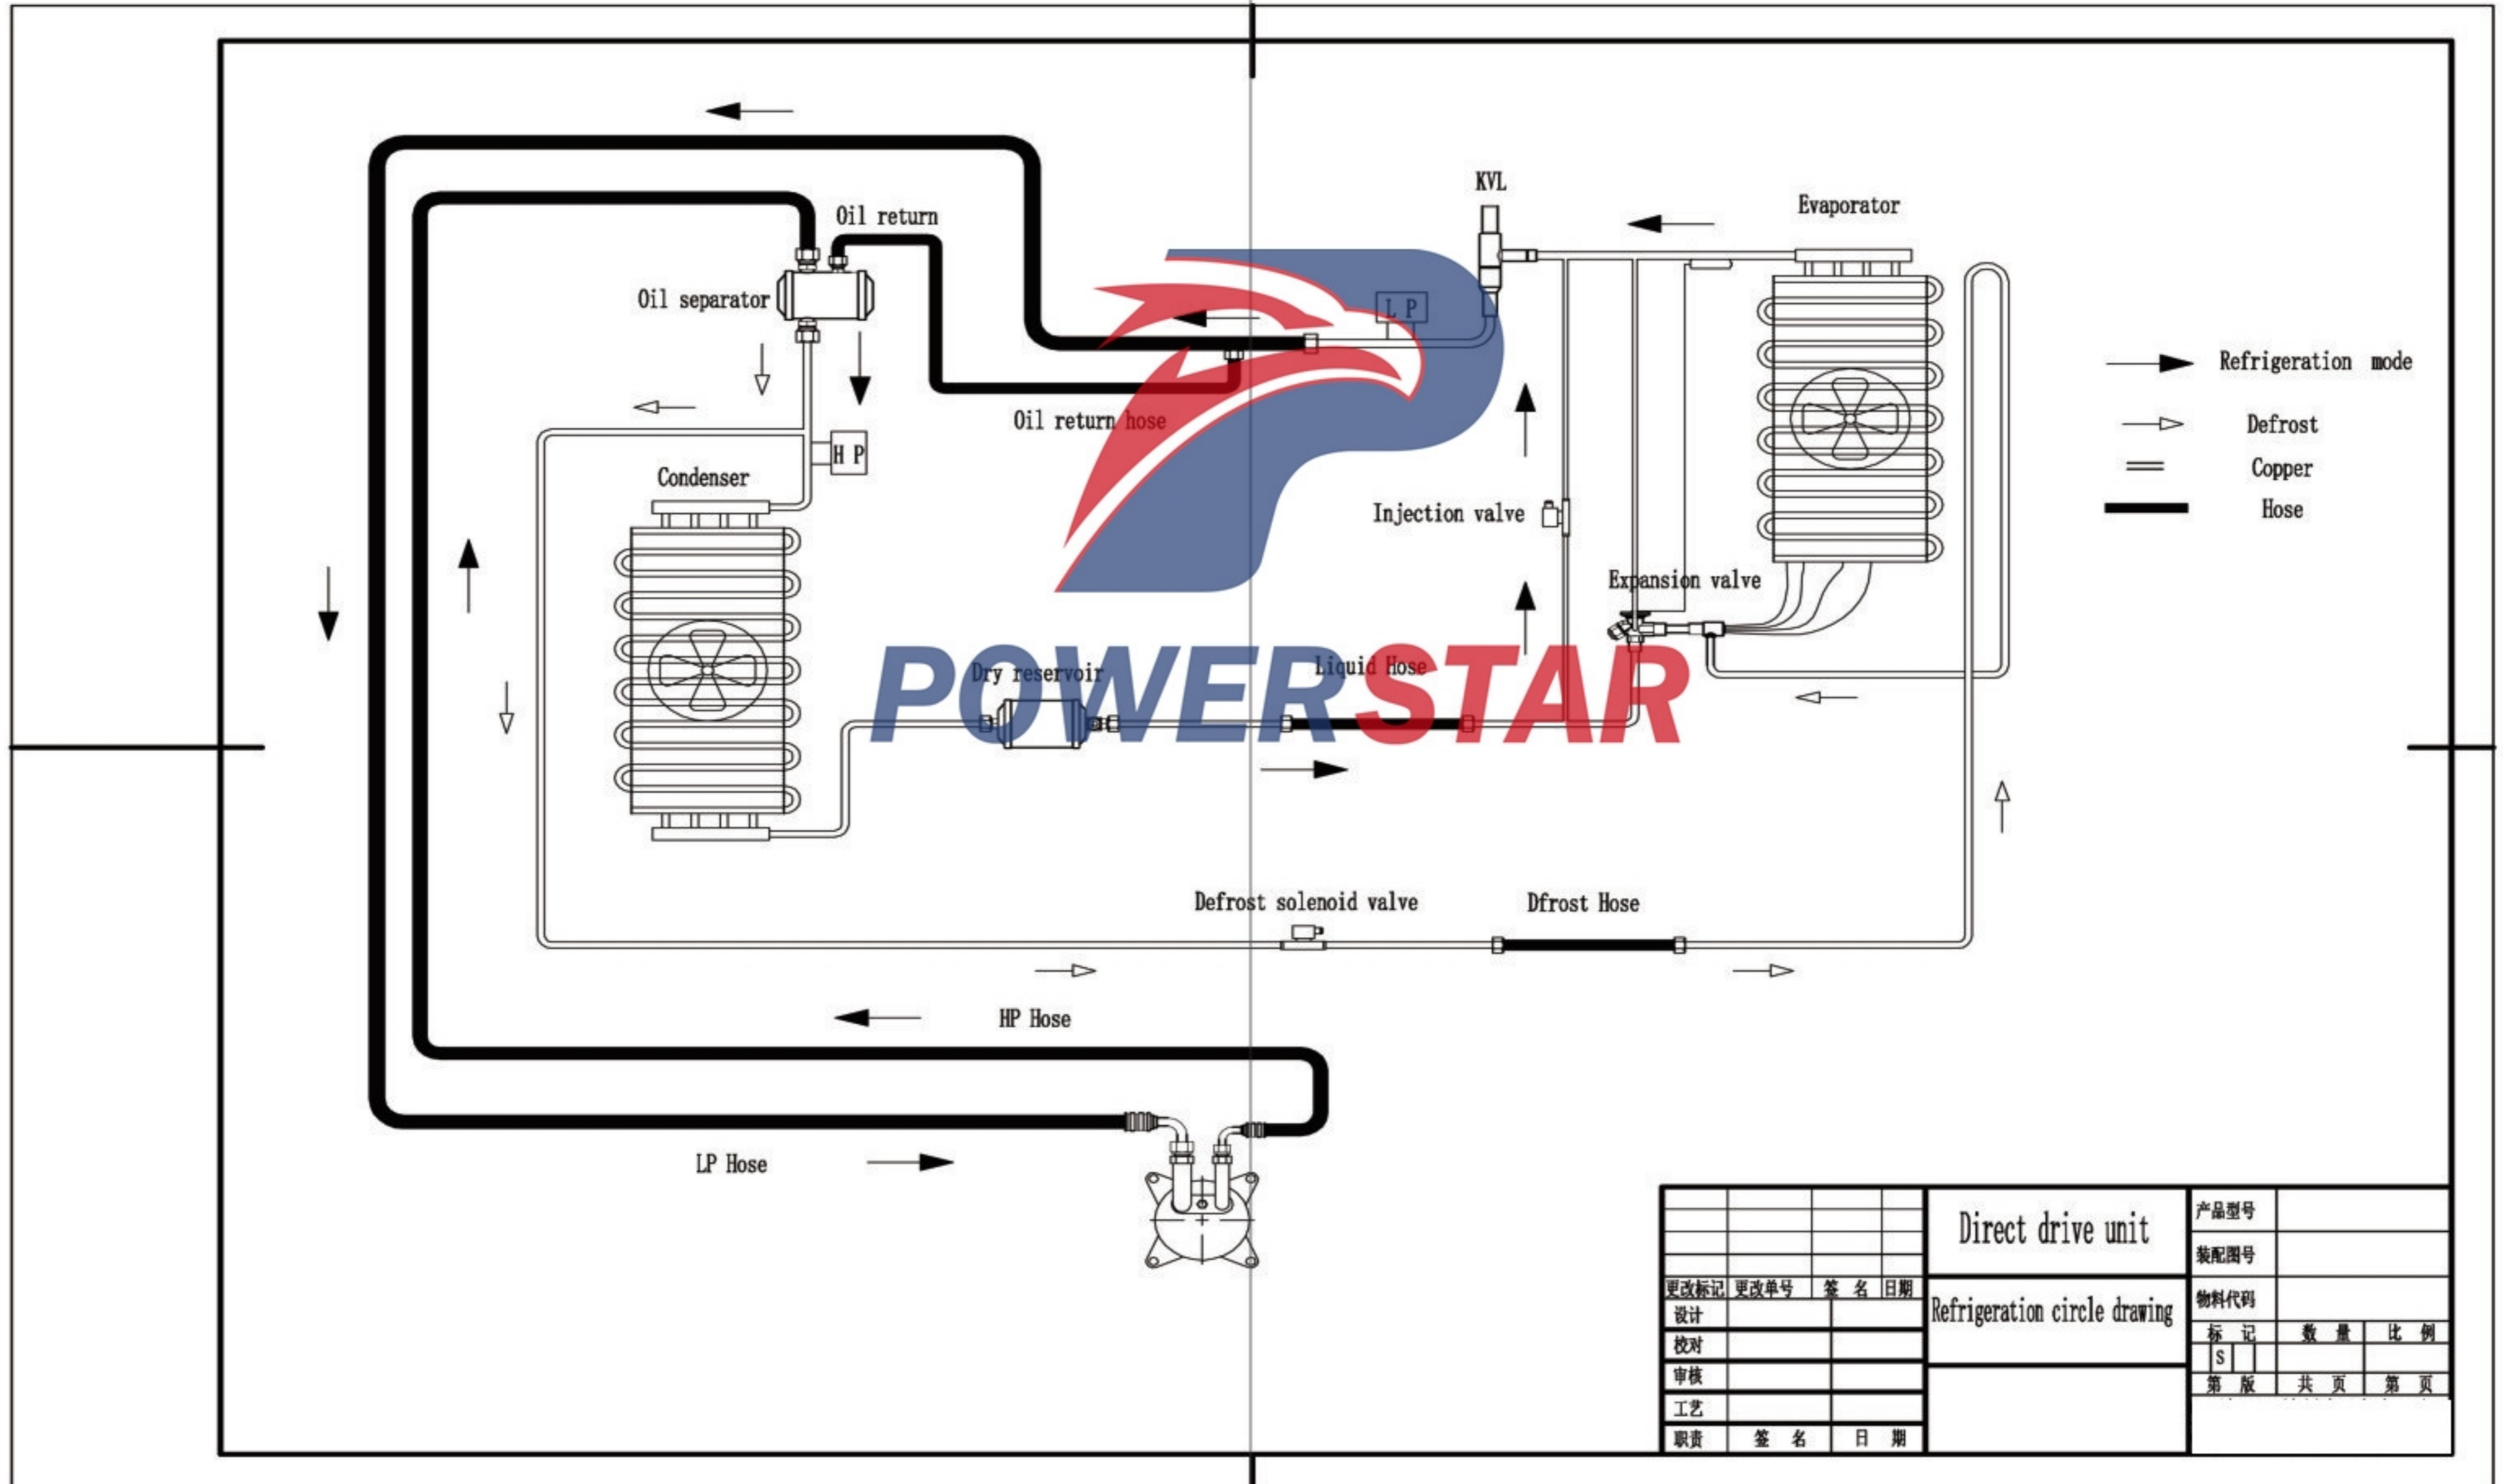 KVL
Evaporator
Oil return
Oil separator
L P
Refrigeration mode
Oil return hose
Defrost
H P
Copper
Condenser
Hose
Injection valve
Expansion valve
Dry reservoir
Liquid Hose
POWERSTAR
Defrost solenoid valve
Dfrost Hose
HP Hose
LP Hose
Direct drive unit
Refrigeration circle drawing
更改标记 更改单号 签 名 日期
设计
校对
审核
工艺
职责 签 名 日 期
产品型号
装配图号
物料代码
标 记 数 量 比 例
S
第 版 共 页 第 页